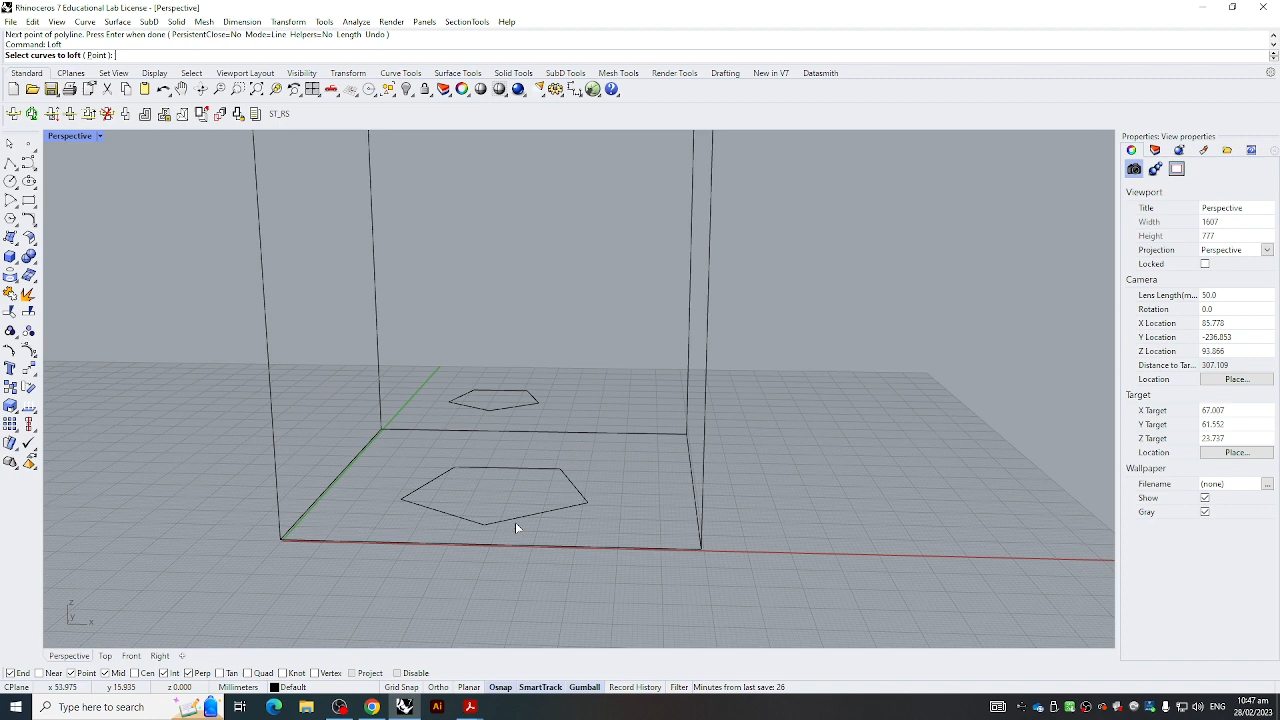 Rhinoceros 7 Educational Lab License - [Perspective]
File Edit View Curve Surface SubD Solid Mesh Dimension Transform Tools Analyze Render Panels SectionTools Help
Next point of polyline. Press Enter when done ( PersistentClose=No Mode=Line Helpers=No Length Undo )
Command: Loft
Select curves to loft ( Point ):
Standard CPlanes Set View Display Select Viewport Layout Visibility Transform Curve Tools Surface Tools Solid Tools SubD Tools Mesh Tools Render Tools Drafting New in V7 Datasmith
ST_RS
Perspective
Properties: View properties
Viewport
Title Perspective
Width 1607
Height 777
Projection Perspective
Locked
Camera
Lens Length(m... 50.0
Rotation 0.0
X Location 85.778
Y Location -236.853
Z Location 93.866
Distance to Tar... 307.109
Location Place...
Target
X Target 67.007
Y Target 61.552
Z Target 23.737
Location Place...
Wallpaper
Filename (none) ...
Show
Gray
z
y
x
Perspective Top Front Right
End Near Point Mid Cen Int Perp Tan Quad Knot Vertex Project Disable
CPlane x 53.975 y 15.935 z 0.000 Millimeters Default Grid Snap Ortho Planar Osnap SmartTrack Gumball Record History Filter Minutes from last save: 26
Type here to search
Ai
ENG
10:47 am
28/02/2023